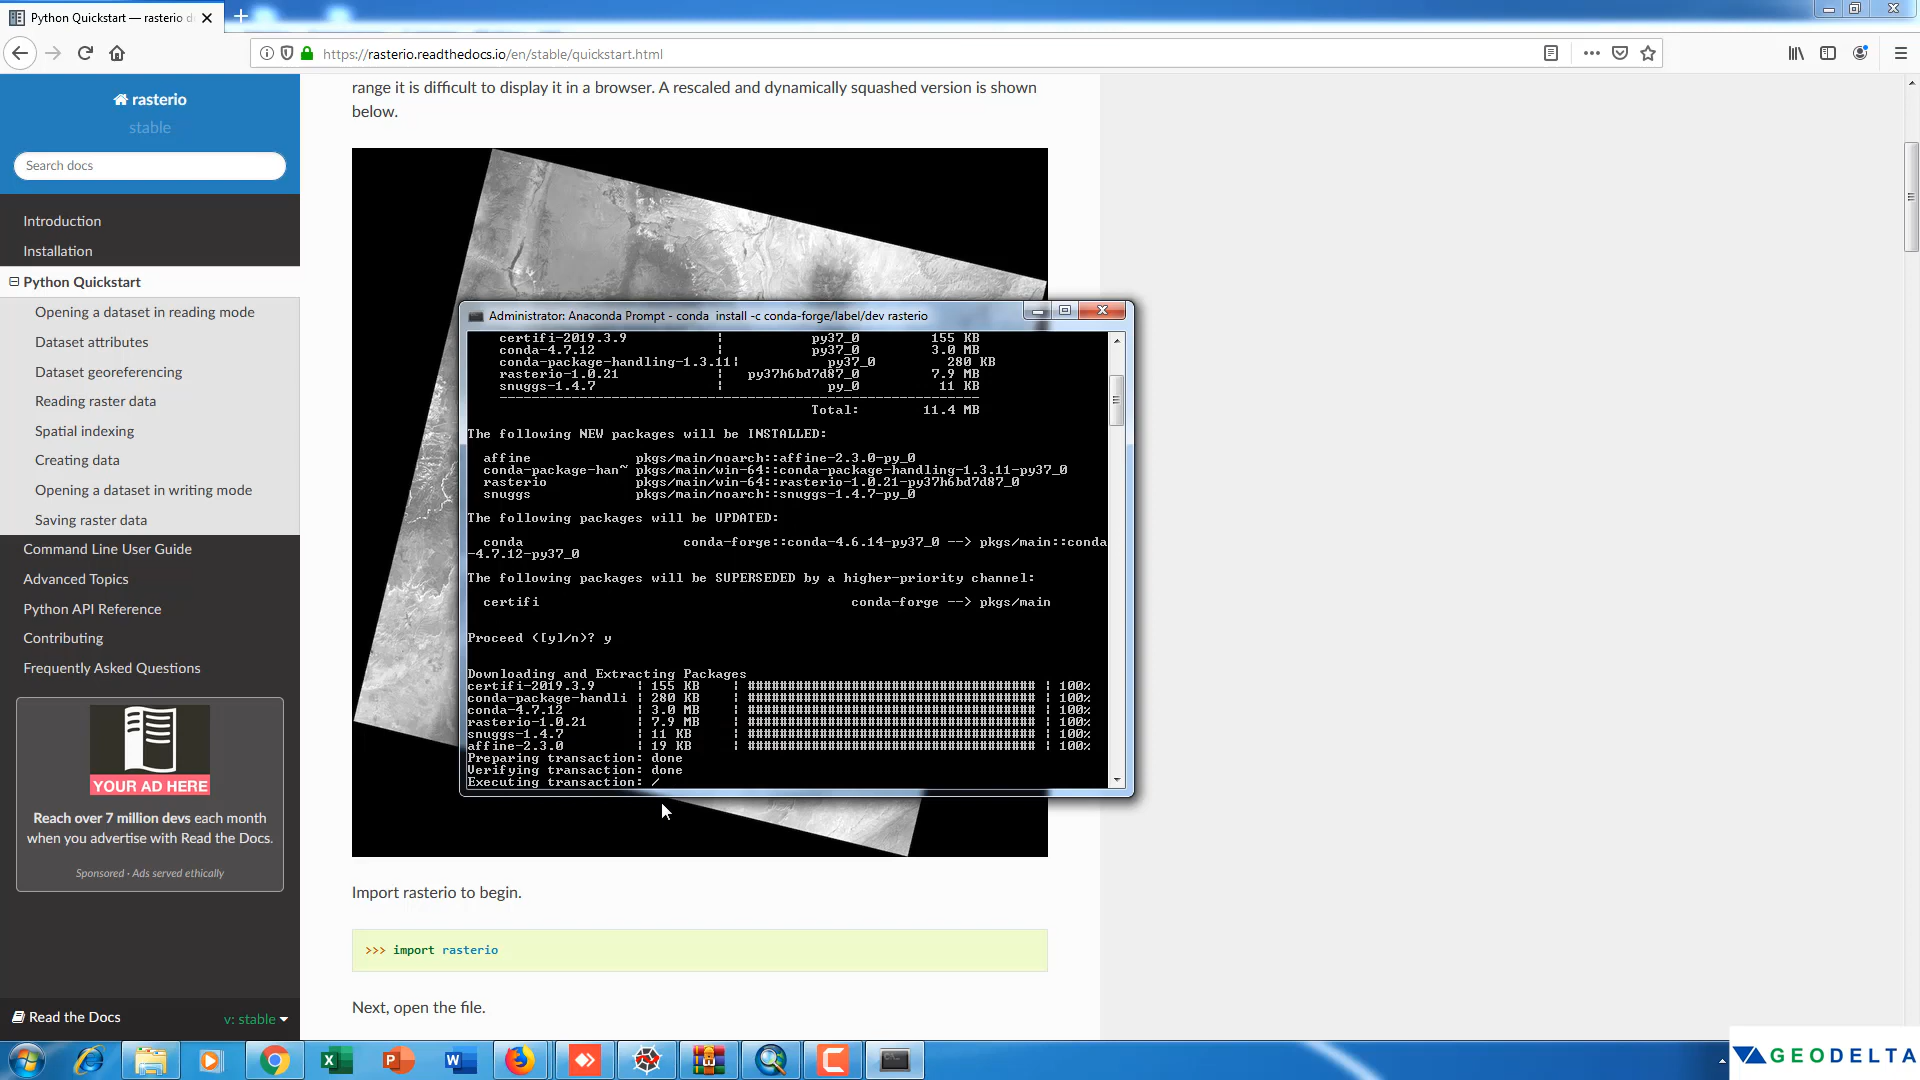 Python Quickstart — rasterio d
https://rasterio.readthedocs.io/en/stable/quickstart.html
rasterio
stable
Search docs
Introduction
Installation
Python Quickstart
Opening a dataset in reading mode
Dataset attributes
Dataset georeferencing
Reading raster data
Spatial indexing
Creating data
Opening a dataset in writing mode
Saving raster data
Command Line User Guide
Advanced Topics
Python API Reference
Contributing
Frequently Asked Questions
YOUR AD HERE
Reach over 7 million devs each month
when you advertise with Read the Docs.
Sponsored · Ads served ethically
Read the Docs
v: stable
range it is difficult to display it in a browser. A rescaled and dynamically squashed version is shown
below.
Administrator: Anaconda Prompt - conda  install -c conda-forge/label/dev rasterio
certifi-2019.3.9 | py37_0 155 KB
conda-4.7.12 | py37_0 3.0 MB
conda-package-handling-1.3.11| py37_0 280 KB
rasterio-1.0.21 | py37h6bd7d87_0 7.9 MB
snuggs-1.4.7 | py_0 11 KB
------------------------------------------------------------
Total: 11.4 MB
The following NEW packages will be INSTALLED:
affine pkgs/main/noarch::affine-2.3.0-py_0
conda-package-han~ pkgs/main/win-64::conda-package-handling-1.3.11-py37_0
rasterio pkgs/main/win-64::rasterio-1.0.21-py37h6bd7d87_0
snuggs pkgs/main/noarch::snuggs-1.4.7-py_0
The following packages will be UPDATED:
conda conda-forge::conda-4.6.14-py37_0 --> pkgs/main::conda
-4.7.12-py37_0
The following packages will be SUPERSEDED by a higher-priority channel:
certifi conda-forge --> pkgs/main
Proceed ([y]/n)? y
Downloading and Extracting Packages
certifi-2019.3.9 | 155 KB | #################################### | 100%
conda-package-handli | 280 KB | #################################### | 100%
conda-4.7.12 | 3.0 MB | #################################### | 100%
rasterio-1.0.21 | 7.9 MB | #################################### | 100%
snuggs-1.4.7 | 11 KB | #################################### | 100%
affine-2.3.0 | 19 KB | #################################### | 100%
Preparing transaction: done
Verifying transaction: done
Executing transaction: /
Import rasterio to begin.
>>> import rasterio
Next, open the file.
GEODELTA